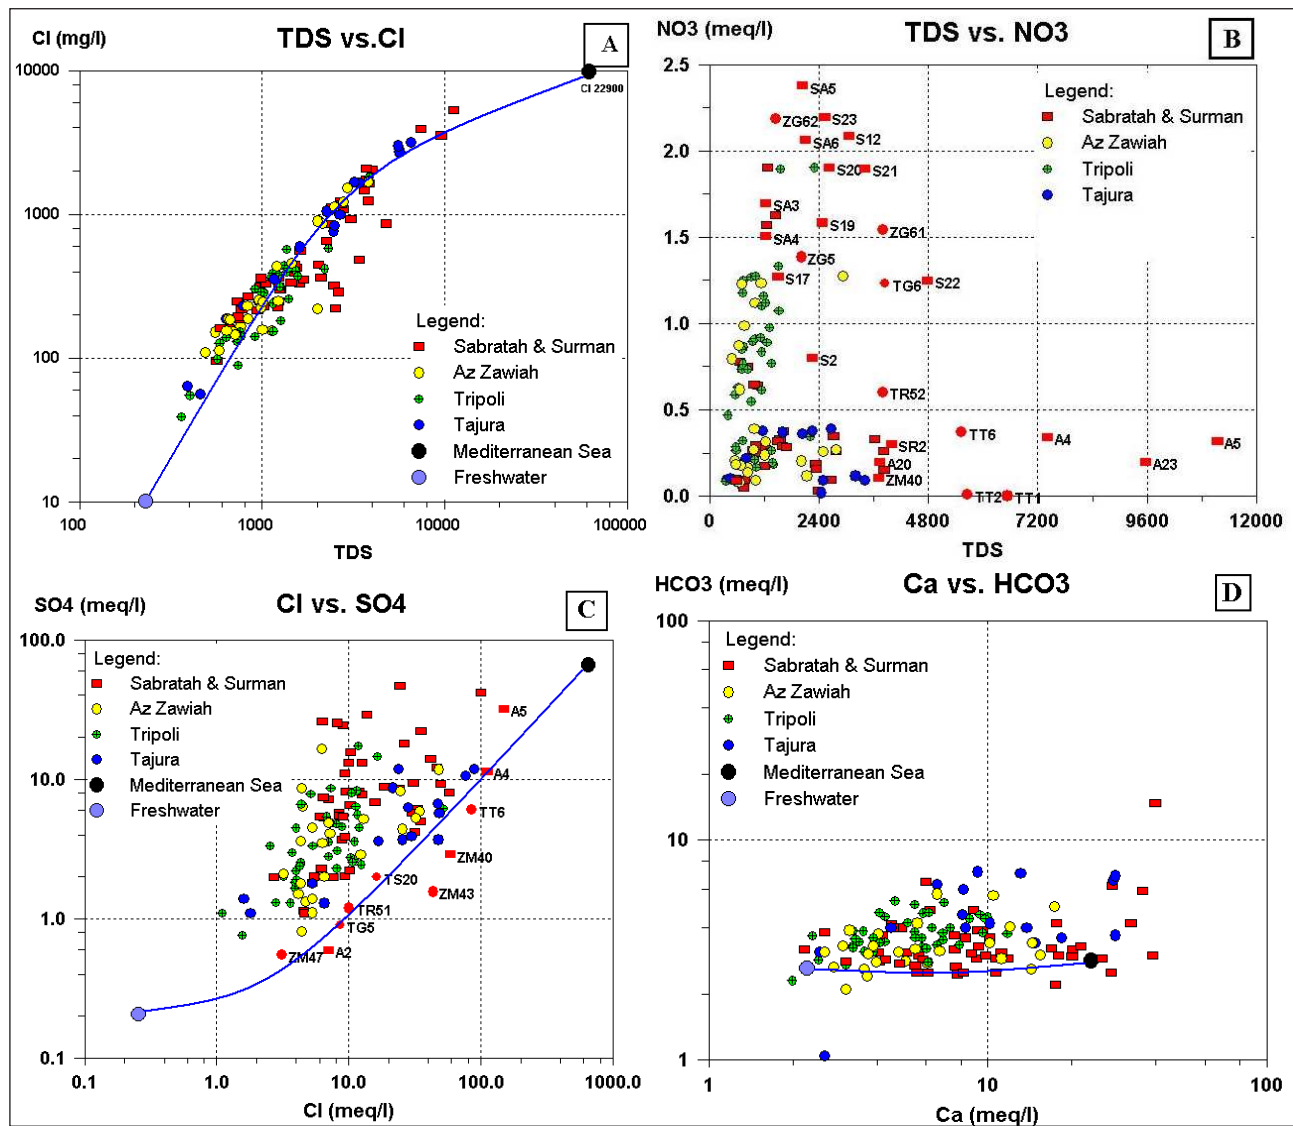 Cl (mg/l)
TDS vs.Cl
A
10000
1000
100
10
100
1000
10000
100000
TDS
Cl 22900
Legend:
Sabratah & Surman
Az Zawiah
Tripoli
Tajura
Mediterranean Sea
Freshwater
NO3 (meq/l)
TDS vs. NO3
B
2.5
2.0
1.5
1.0
0.5
0.0
0
2400
4800
7200
9600
12000
TDS
Legend:
Sabratah & Surman
Az Zawiah
Tripoli
Tajura
SA5
ZG62
S23
S12
SA6
S20
S21
SA3
S19
ZG61
SA4
ZG5
S17
TG6
S22
S2
TR52
TT6
A4
A5
SR2
A20
A23
ZM40
TT2
TT1
SO4 (meq/l)
Cl vs. SO4
C
100.0
10.0
1.0
0.1
0.1
1.0
10.0
100.0
1000.0
Cl (meq/l)
Legend:
Sabratah & Surman
Az Zawiah
Tripoli
Tajura
Mediterranean Sea
Freshwater
A5
A4
TT6
ZM40
TS20
ZM43
TR51
TG5
ZM47
A2
HCO3 (meq/l)
Ca vs. HCO3
D
100
10
1
1
10
100
Ca (meq/l)
Legend:
Sabratah & Surman
Az Zawiah
Tripoli
Tajura
Mediterranean Sea
Freshwater